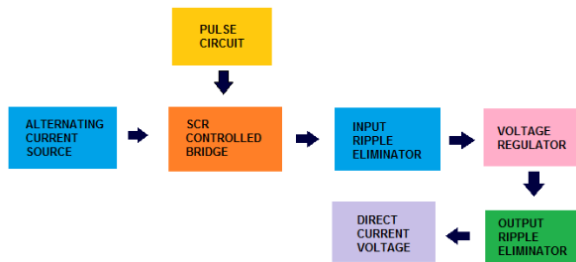 PULSE
CIRCUIT
ALTERNATING
CURRENT
SOURCE
SCR
CONTROLLED
BRIDGE
INPUT
RIPPLE
ELIMINATOR
VOLTAGE
REGULATOR
DIRECT
CURRENT
VOLTAGE
OUTPUT
RIPPLE
ELIMINATOR